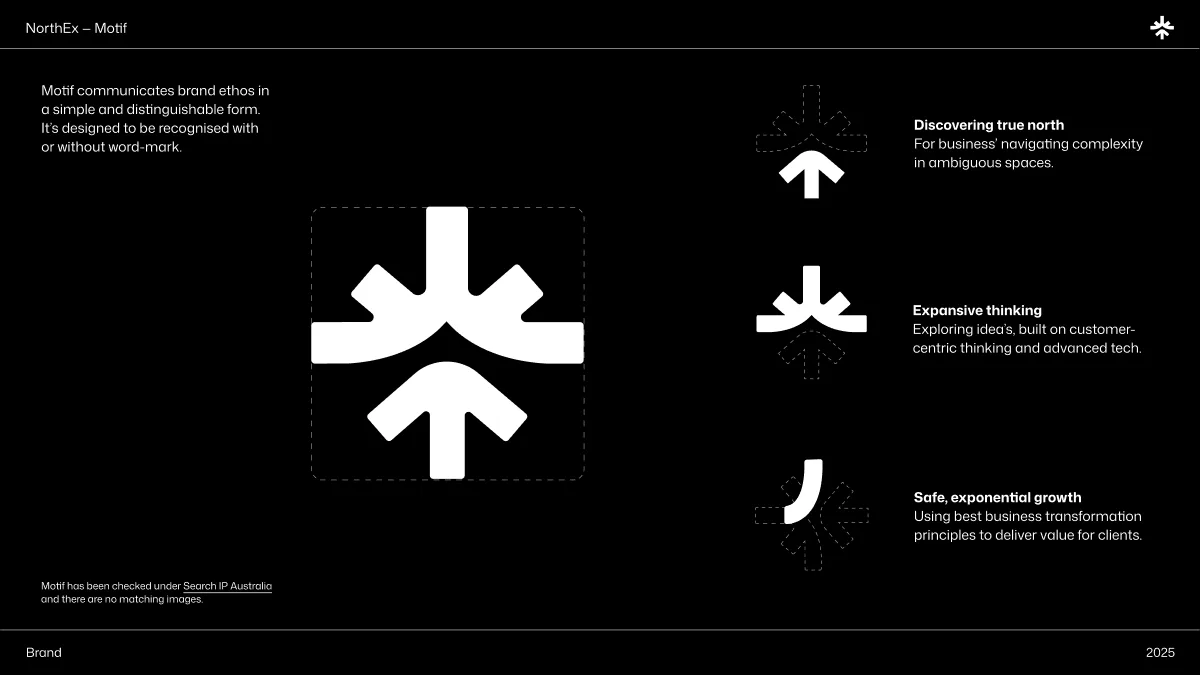 NorthEx – Motif
Motif communicates brand ethos in
a simple and distinguishable form.
It's designed to be recognised with
or without word-mark.
Discovering true north
For business' navigating complexity
in ambiguous spaces.
Expansive thinking
Exploring idea's, built on customer-
centric thinking and advanced tech.
Safe, exponential growth
Using best business transformation
principles to deliver value for clients.
Motif has been checked under Search IP Australia
and there are no matching images.
Brand
2025